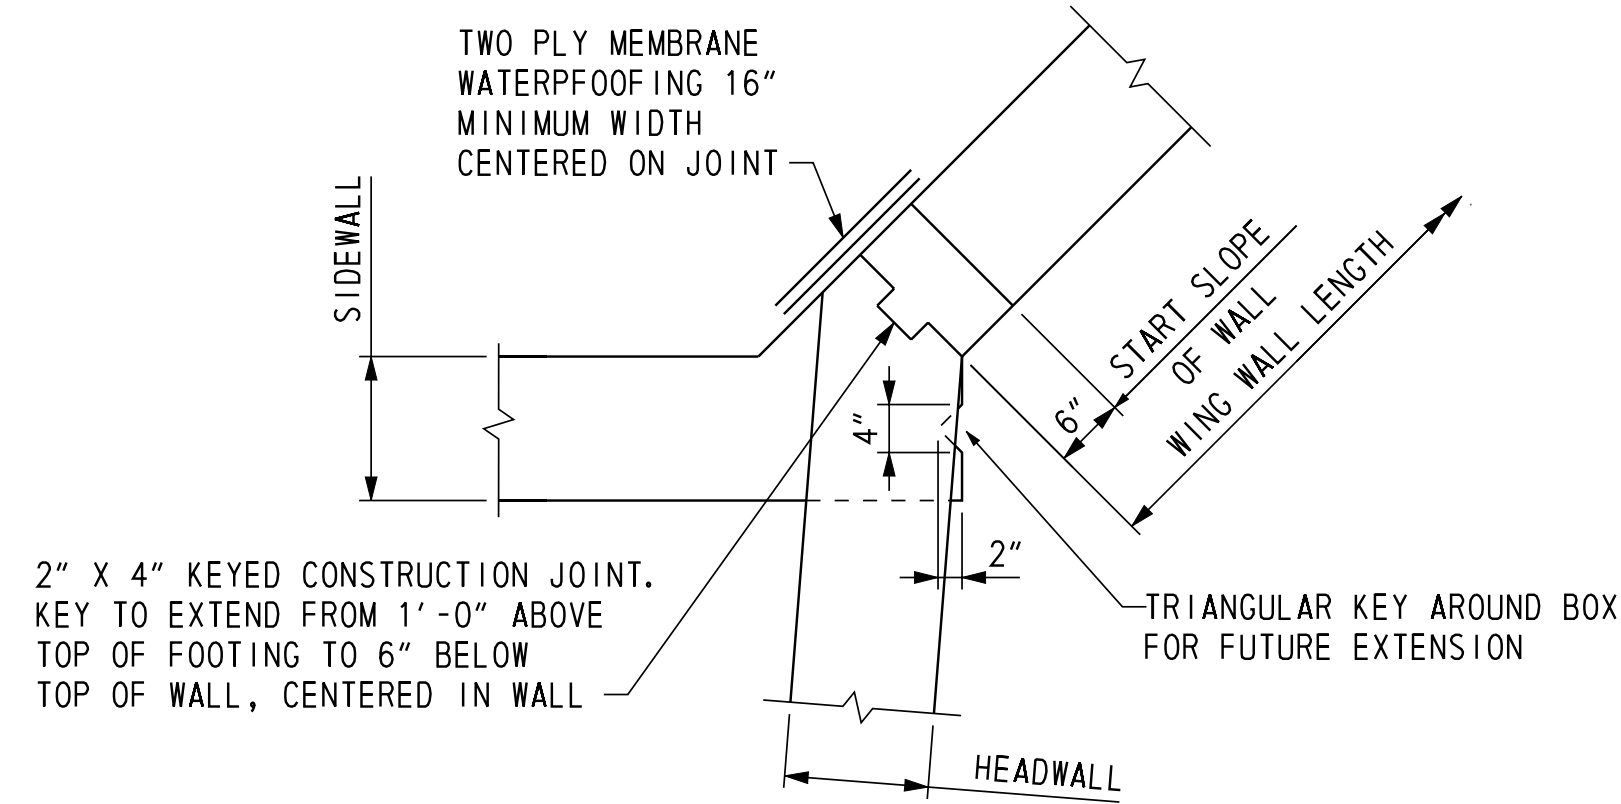 TWO PLY MEMBRANE
WATERPFOOFING 16"
MINIMUM WIDTH
CENTERED ON JOINT
SIDEWALL
START SLOPE
OF WALL
WING WALL LENGTH
6"
4"
2"
2" X 4" KEYED CONSTRUCTION JOINT.
KEY TO EXTEND FROM 1'-0" ABOVE
TOP OF FOOTING TO 6" BELOW
TOP OF WALL, CENTERED IN WALL
TRIANGULAR KEY AROUND BOX
FOR FUTURE EXTENSION
HEADWALL